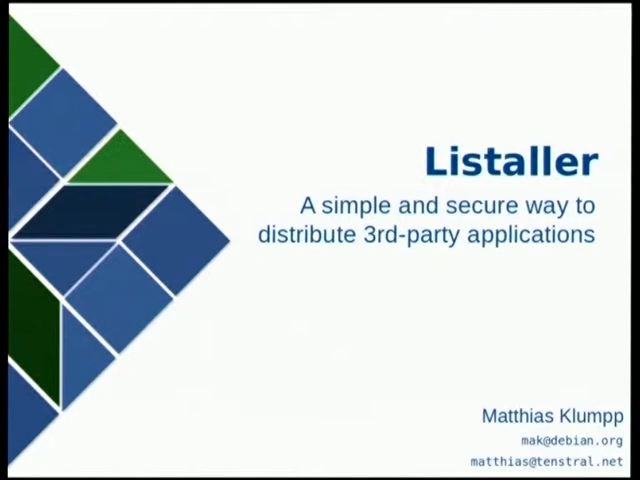 Listaller
A simple and secure way to
distribute 3rd-party applications
Matthias Klumpp
mak@debian.org
matthias@tenstral.net